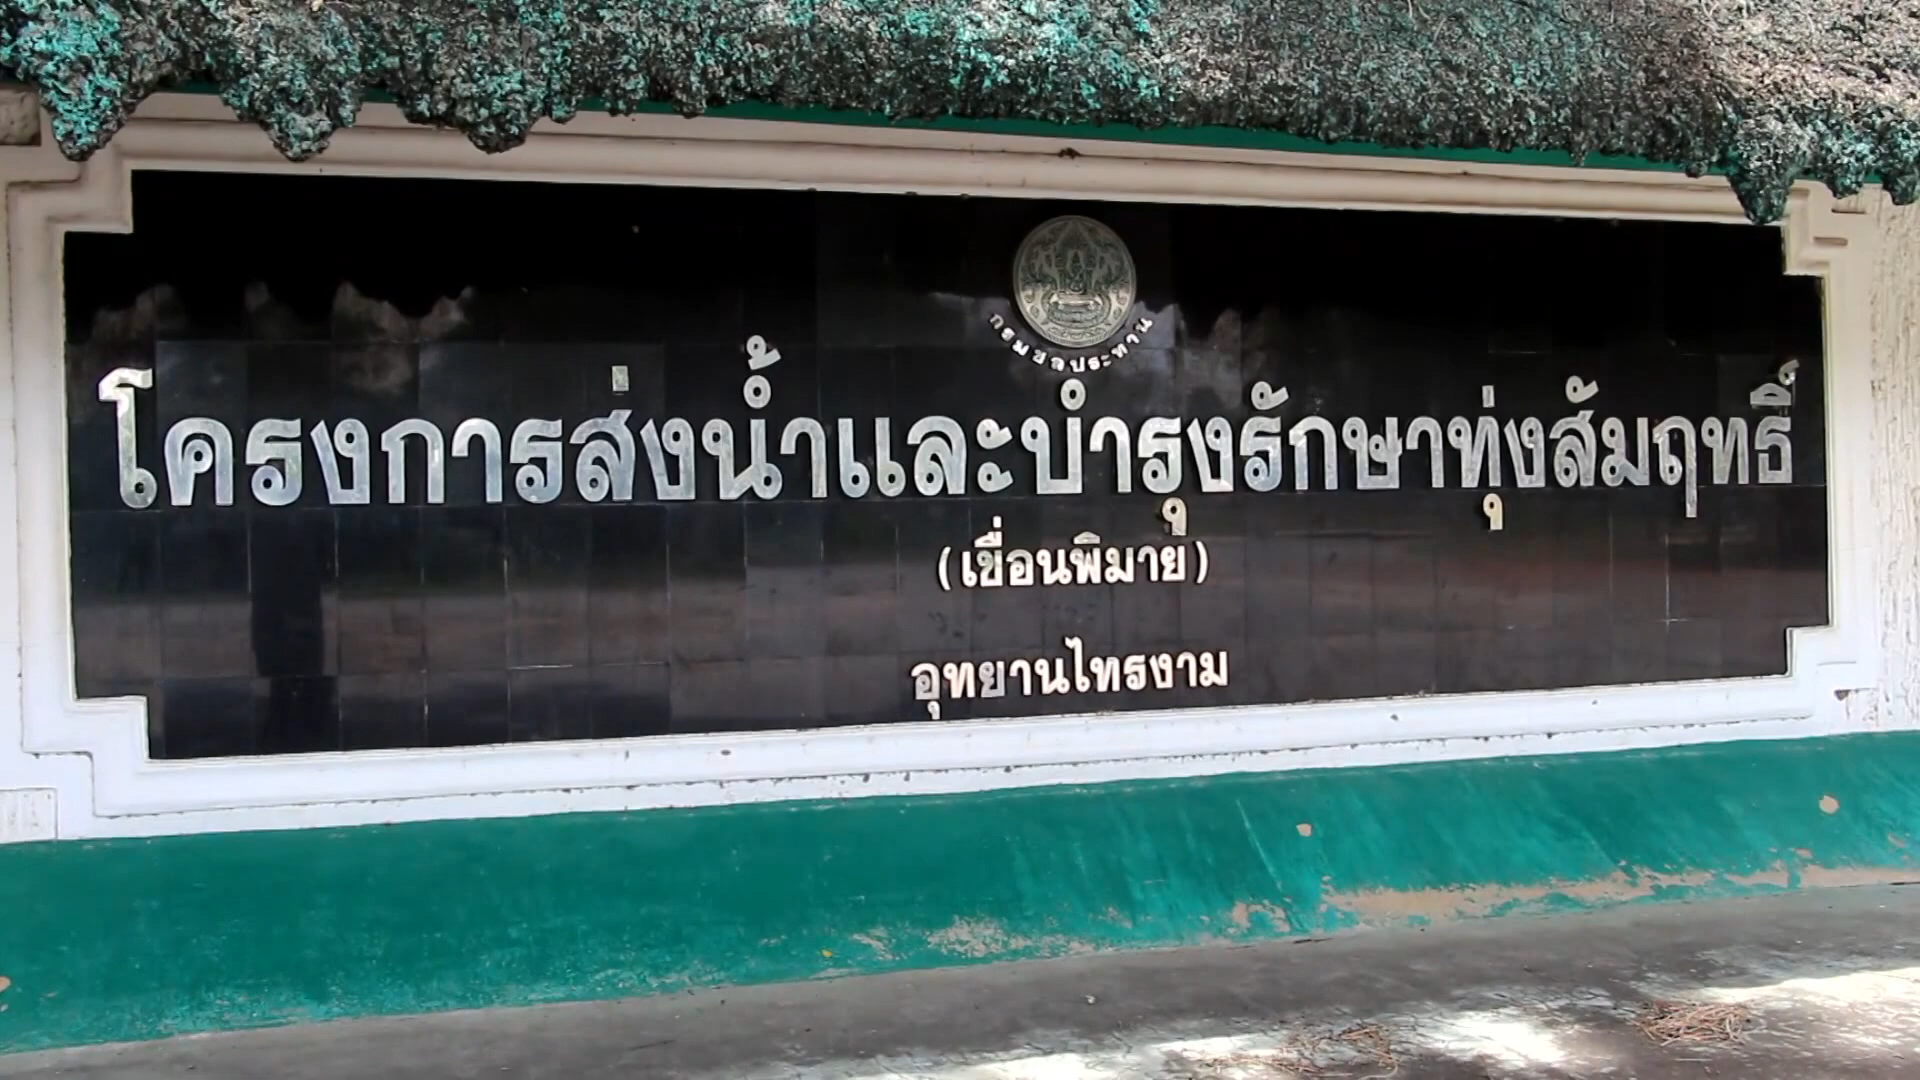 กรมชลประทาน
โครงการส่งน้ำและบำรุงรักษาทุ่งสัมฤทธิ์
(เขื่อนพิมาย)
อุทยานไทรงาม